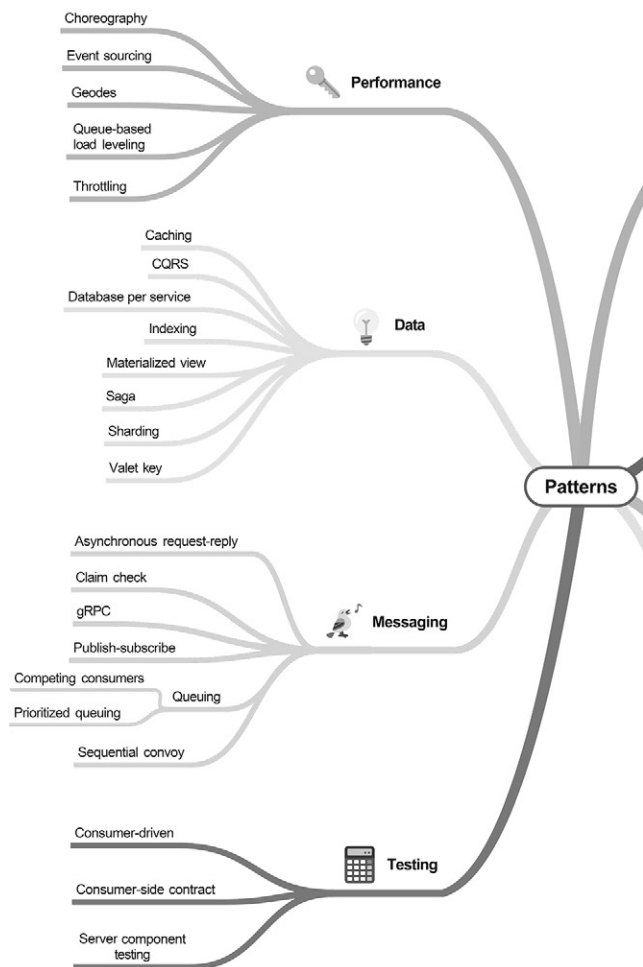 Choreography
Event sourcing
Geodes
Queue-based
load leveling
Throttling
Performance
Caching
CQRS
Database per service
Indexing
Materialized view
Saga
Sharding
Valet key
Data
Patterns
Asynchronous request-reply
Claim check
gRPC
Publish-subscribe
Competing consumers
Prioritized queuing
Queuing
Sequential convoy
Messaging
Consumer-driven
Consumer-side contract
Server component
testing
Testing